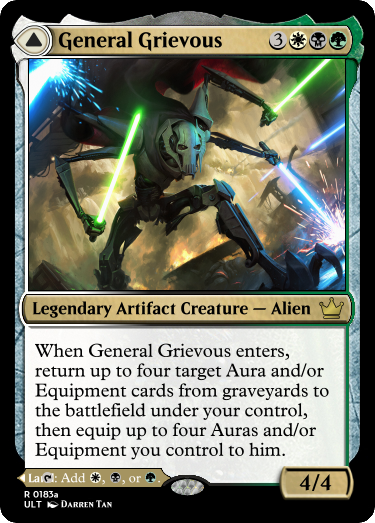 General Grievous 3
Legendary Artifact Creature — Alien
When General Grievous enters,
return up to four target Aura and/or
Equipment cards from graveyards to
the battlefield under your control,
then equip up to four Auras and/or
Equipment you control to him.
Land: Add , , or .
4/4
R 0183a
ULT Darren Tan